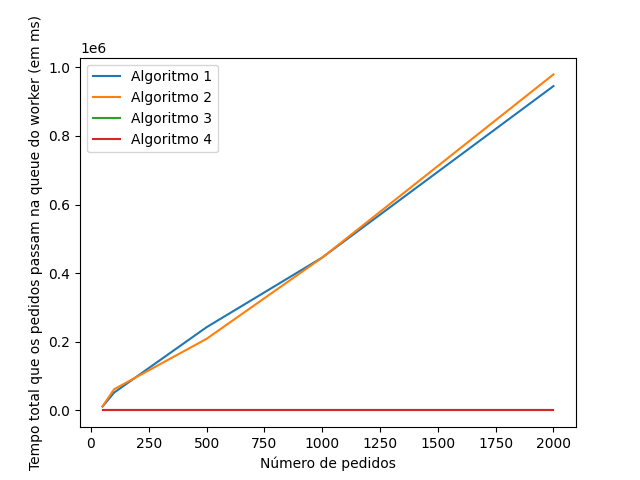 1e6
Algoritmo 1
Algoritmo 2
Algoritmo 3
Algoritmo 4
Tempo total que os pedidos passam na queue do worker (em ms)
1.0
0.8
0.6
0.4
0.2
0.0
0 250 500 750 1000 1250 1500 1750 2000
Número de pedidos